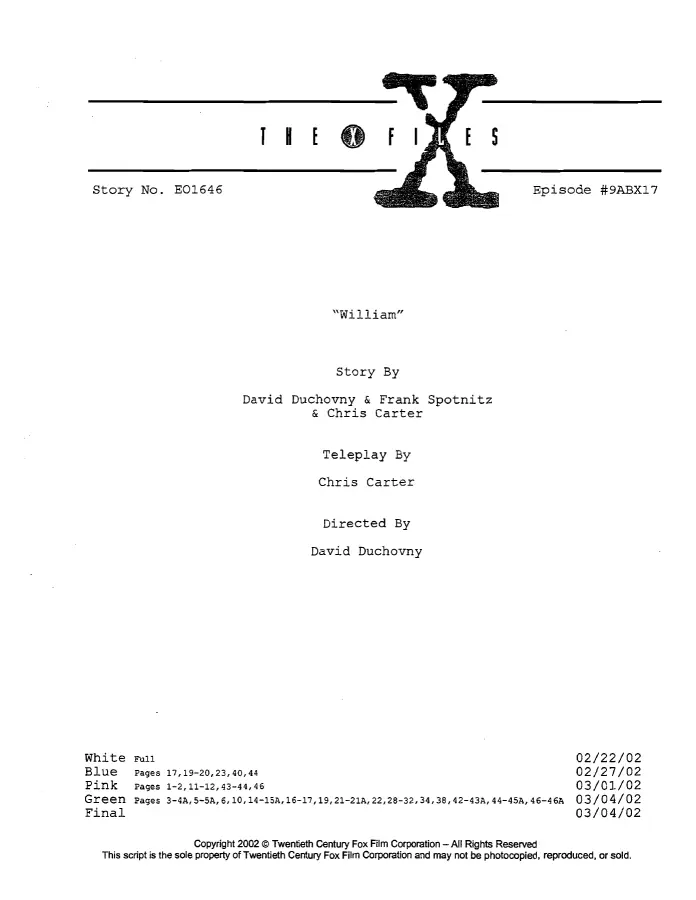 THE X FILES
Story No. E01646 Episode #9ABX17
"William"
Story By
David Duchovny & Frank Spotnitz
& Chris Carter
Teleplay By
Chris Carter
Directed By
David Duchovny
White Full 02/22/02
Blue Pages 17,19-20,23,40,44 02/27/02
Pink Pages 1-2,11-12,43-44,46 03/01/02
Green Pages 3-4A,5-5A,6,10,14-15A,16-17,19,21-21A,22,28-32,34,38,42-43A,44-45A,46-46A 03/04/02
Final 03/04/02
Copyright 2002 © Twentieth Century Fox Film Corporation – All Rights Reserved
This script is the sole property of Twentieth Century Fox Film Corporation and may not be photocopied, reproduced, or sold.